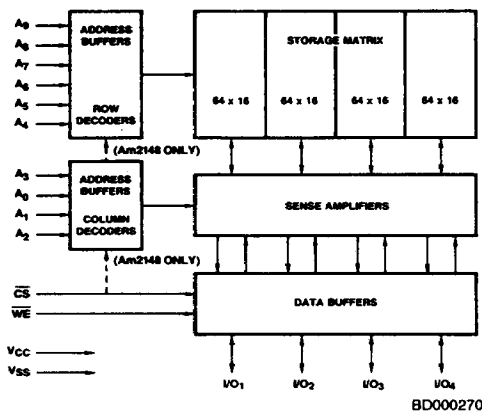 A9
A8
A7
A6
A5
A4
ADDRESS
BUFFERS
ROW
DECODERS
STORAGE MATRIX
64 x 16
64 x 16
64 x 16
64 x 16
(Am2148 ONLY)
A3
A0
A1
A2
ADDRESS
BUFFERS
COLUMN
DECODERS
SENSE AMPLIFIERS
(Am2148 ONLY)
CS
WE
DATA BUFFERS
VCC
VSS
I/O1
I/O2
I/O3
I/O4
BD000270